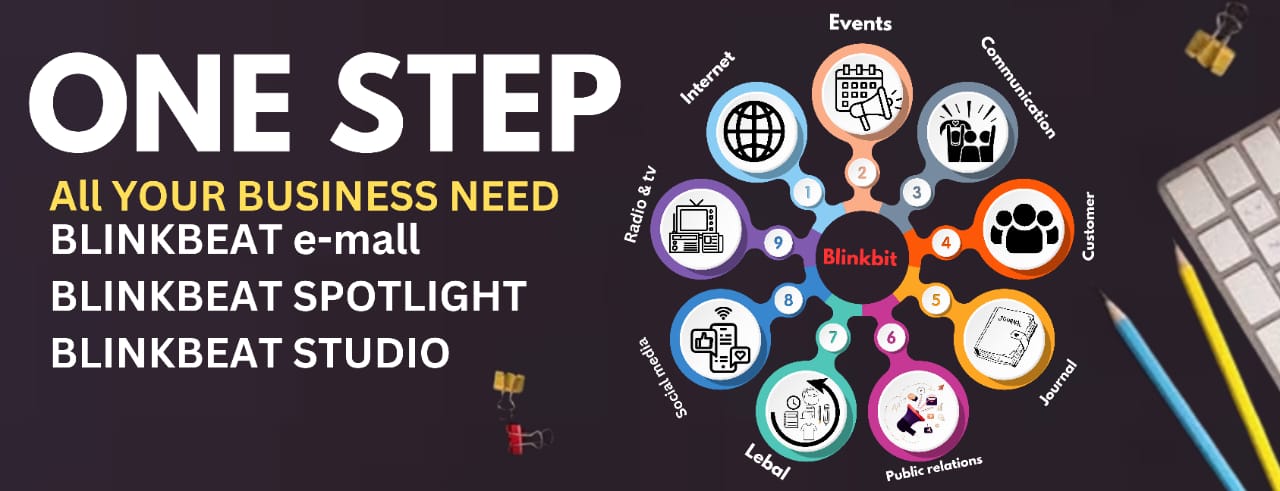 ONE STEP
All YOUR BUSINESS NEED
BLINKBEAT e-mall
BLINKBEAT SPOTLIGHT
BLINKBEAT STUDIO
Events
Internet
Communication
Radio & tv
Customer
Social media
Journal
Lebal
Public relations
Blinkbit
1
2
3
4
5
6
7
8
9
JOURNAL